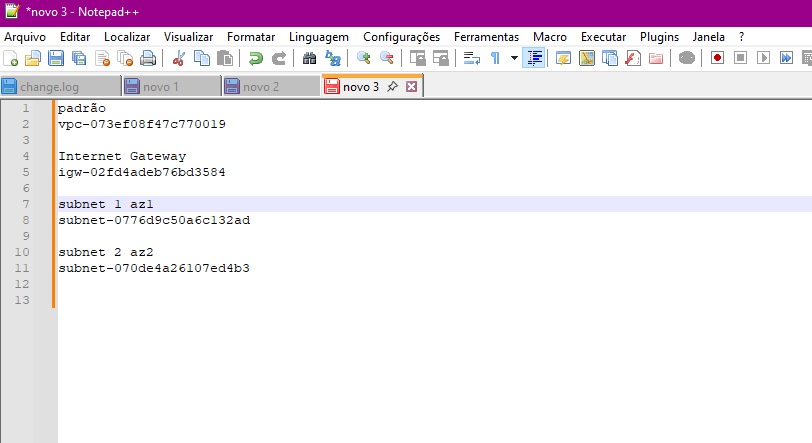 *novo 3 - Notepad++
Arquivo Editar Localizar Visualizar Formatar Linguagem Configurações Ferramentas Macro Executar Plugins Janela ?
change.log novo 1 novo 2 novo 3
1 padrão
2 vpc-073ef08f47c770019
3
4 Internet Gateway
5 igw-02fd4adeb76bd3584
6
7 subnet 1 az1
8 subnet-0776d9c50a6c132ad
9
10 subnet 2 az2
11 subnet-070de4a26107ed4b3
12
13